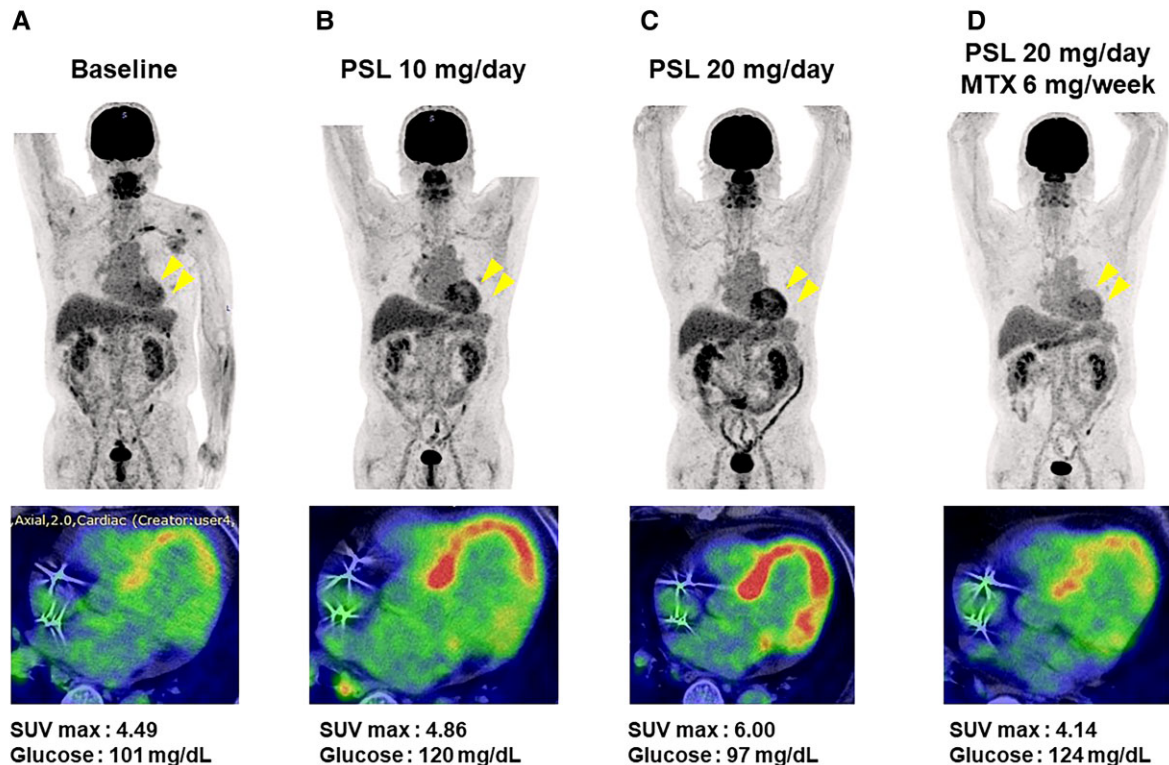 A
Baseline
B
PSL 10 mg/day
C
PSL 20 mg/day
D
PSL 20 mg/day
MTX 6 mg/week
S
L
,Axial,2.0,Cardiac (Creator:user4,
SUV max : 4.49
Glucose : 101 mg/dL
SUV max : 4.86
Glucose : 120 mg/dL
SUV max : 6.00
Glucose : 97 mg/dL
SUV max : 4.14
Glucose : 124 mg/dL